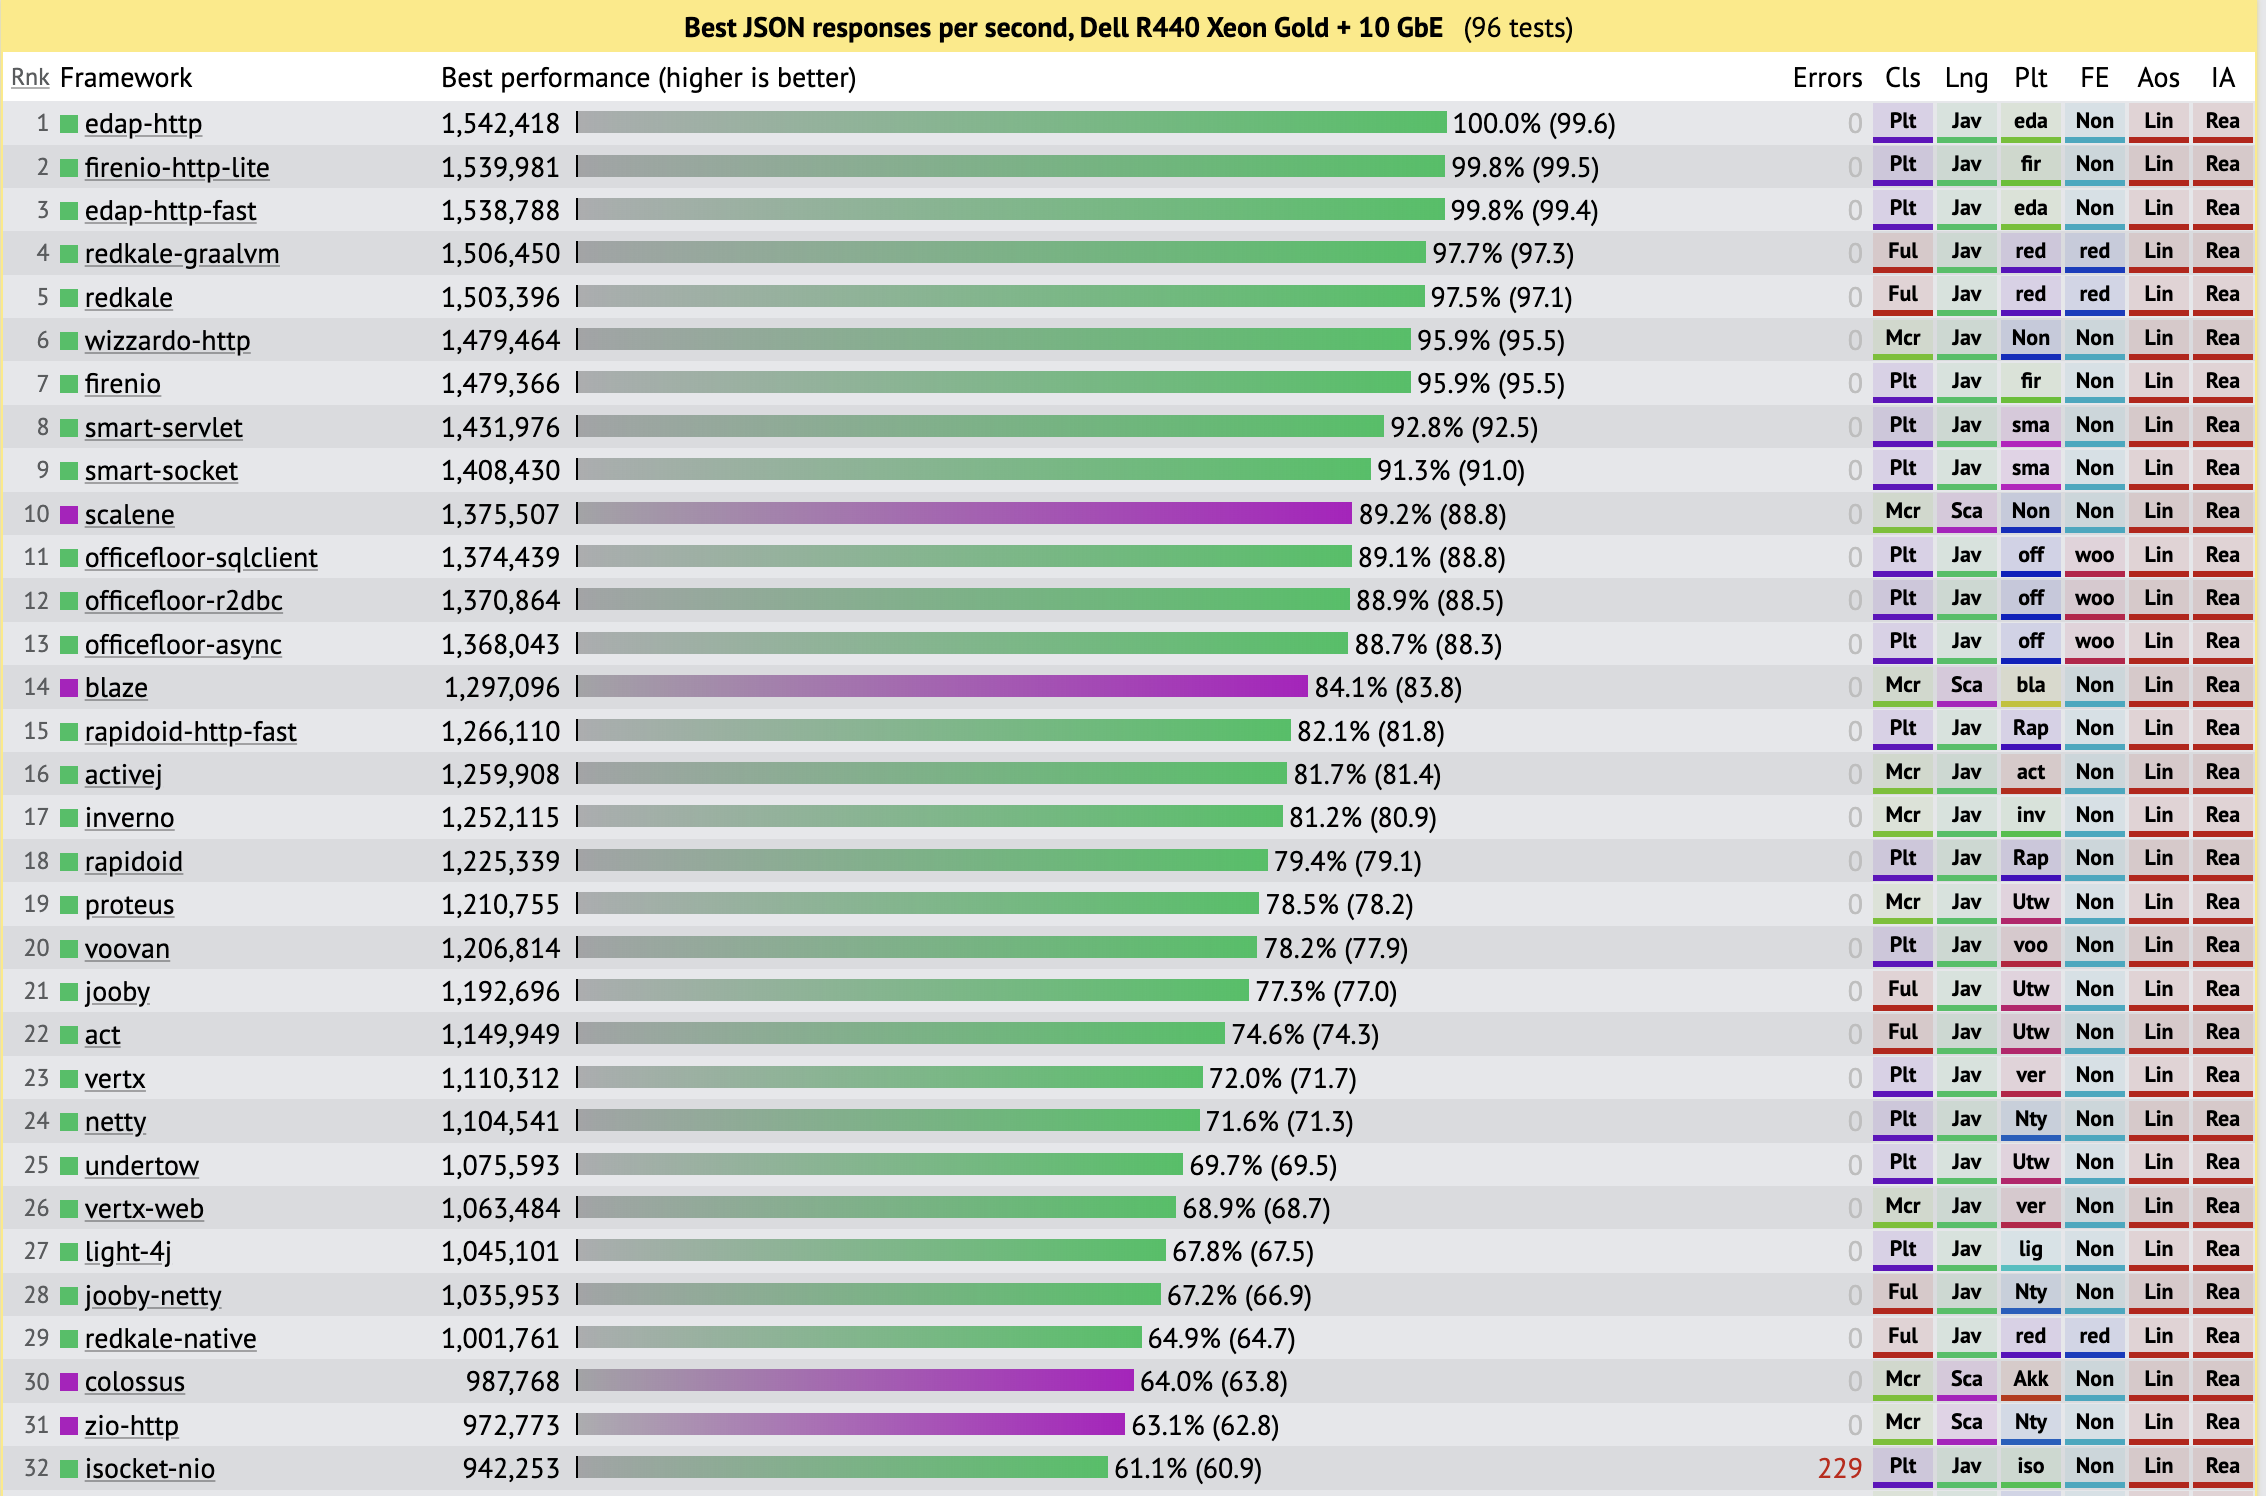 Best JSON responses per second, Dell R440 Xeon Gold + 10 GbE (96 tests)
Rnk Framework Best performance (higher is better) Errors Cls Lng Plt FE Aos IA
1 edap-http 1,542,418 100.0% (99.6) 0 Plt Jav eda Non Lin Rea
2 firenio-http-lite 1,539,981 99.8% (99.5) 0 Plt Jav fir Non Lin Rea
3 edap-http-fast 1,538,788 99.8% (99.4) 0 Plt Jav eda Non Lin Rea
4 redkale-graalvm 1,506,450 97.7% (97.3) 0 Ful Jav red red Lin Rea
5 redkale 1,503,396 97.5% (97.1) 0 Ful Jav red red Lin Rea
6 wizzardo-http 1,479,464 95.9% (95.5) 0 Mcr Jav Non Non Lin Rea
7 firenio 1,479,366 95.9% (95.5) 0 Plt Jav fir Non Lin Rea
8 smart-servlet 1,431,976 92.8% (92.5) 0 Plt Jav sma Non Lin Rea
9 smart-socket 1,408,430 91.3% (91.0) 0 Plt Jav sma Non Lin Rea
10 scalene 1,375,507 89.2% (88.8) 0 Mcr Sca Non Non Lin Rea
11 officefloor-sqlclient 1,374,439 89.1% (88.8) 0 Plt Jav off woo Lin Rea
12 officefloor-r2dbc 1,370,864 88.9% (88.5) 0 Plt Jav off woo Lin Rea
13 officefloor-async 1,368,043 88.7% (88.3) 0 Plt Jav off woo Lin Rea
14 blaze 1,297,096 84.1% (83.8) 0 Mcr Sca bla Non Lin Rea
15 rapidoid-http-fast 1,266,110 82.1% (81.8) 0 Plt Jav Rap Non Lin Rea
16 activej 1,259,908 81.7% (81.4) 0 Mcr Jav act Non Lin Rea
17 inverno 1,252,115 81.2% (80.9) 0 Mcr Jav inv Non Lin Rea
18 rapidoid 1,225,339 79.4% (79.1) 0 Plt Jav Rap Non Lin Rea
19 proteus 1,210,755 78.5% (78.2) 0 Mcr Jav Utw Non Lin Rea
20 voovan 1,206,814 78.2% (77.9) 0 Plt Jav voo Non Lin Rea
21 jooby 1,192,696 77.3% (77.0) 0 Ful Jav Utw Non Lin Rea
22 act 1,149,949 74.6% (74.3) 0 Ful Jav Utw Non Lin Rea
23 vertx 1,110,312 72.0% (71.7) 0 Plt Jav ver Non Lin Rea
24 netty 1,104,541 71.6% (71.3) 0 Plt Jav Nty Non Lin Rea
25 undertow 1,075,593 69.7% (69.5) 0 Plt Jav Utw Non Lin Rea
26 vertx-web 1,063,484 68.9% (68.7) 0 Mcr Jav ver Non Lin Rea
27 light-4j 1,045,101 67.8% (67.5) 0 Plt Jav lig Non Lin Rea
28 jooby-netty 1,035,953 67.2% (66.9) 0 Ful Jav Nty Non Lin Rea
29 redkale-native 1,001,761 64.9% (64.7) 0 Ful Jav red red Lin Rea
30 colossus 987,768 64.0% (63.8) 0 Mcr Sca Akk Non Lin Rea
31 zio-http 972,773 63.1% (62.8) 0 Mcr Sca Nty Non Lin Rea
32 isocket-nio 942,253 61.1% (60.9) 229 Plt Jav iso Non Lin Rea